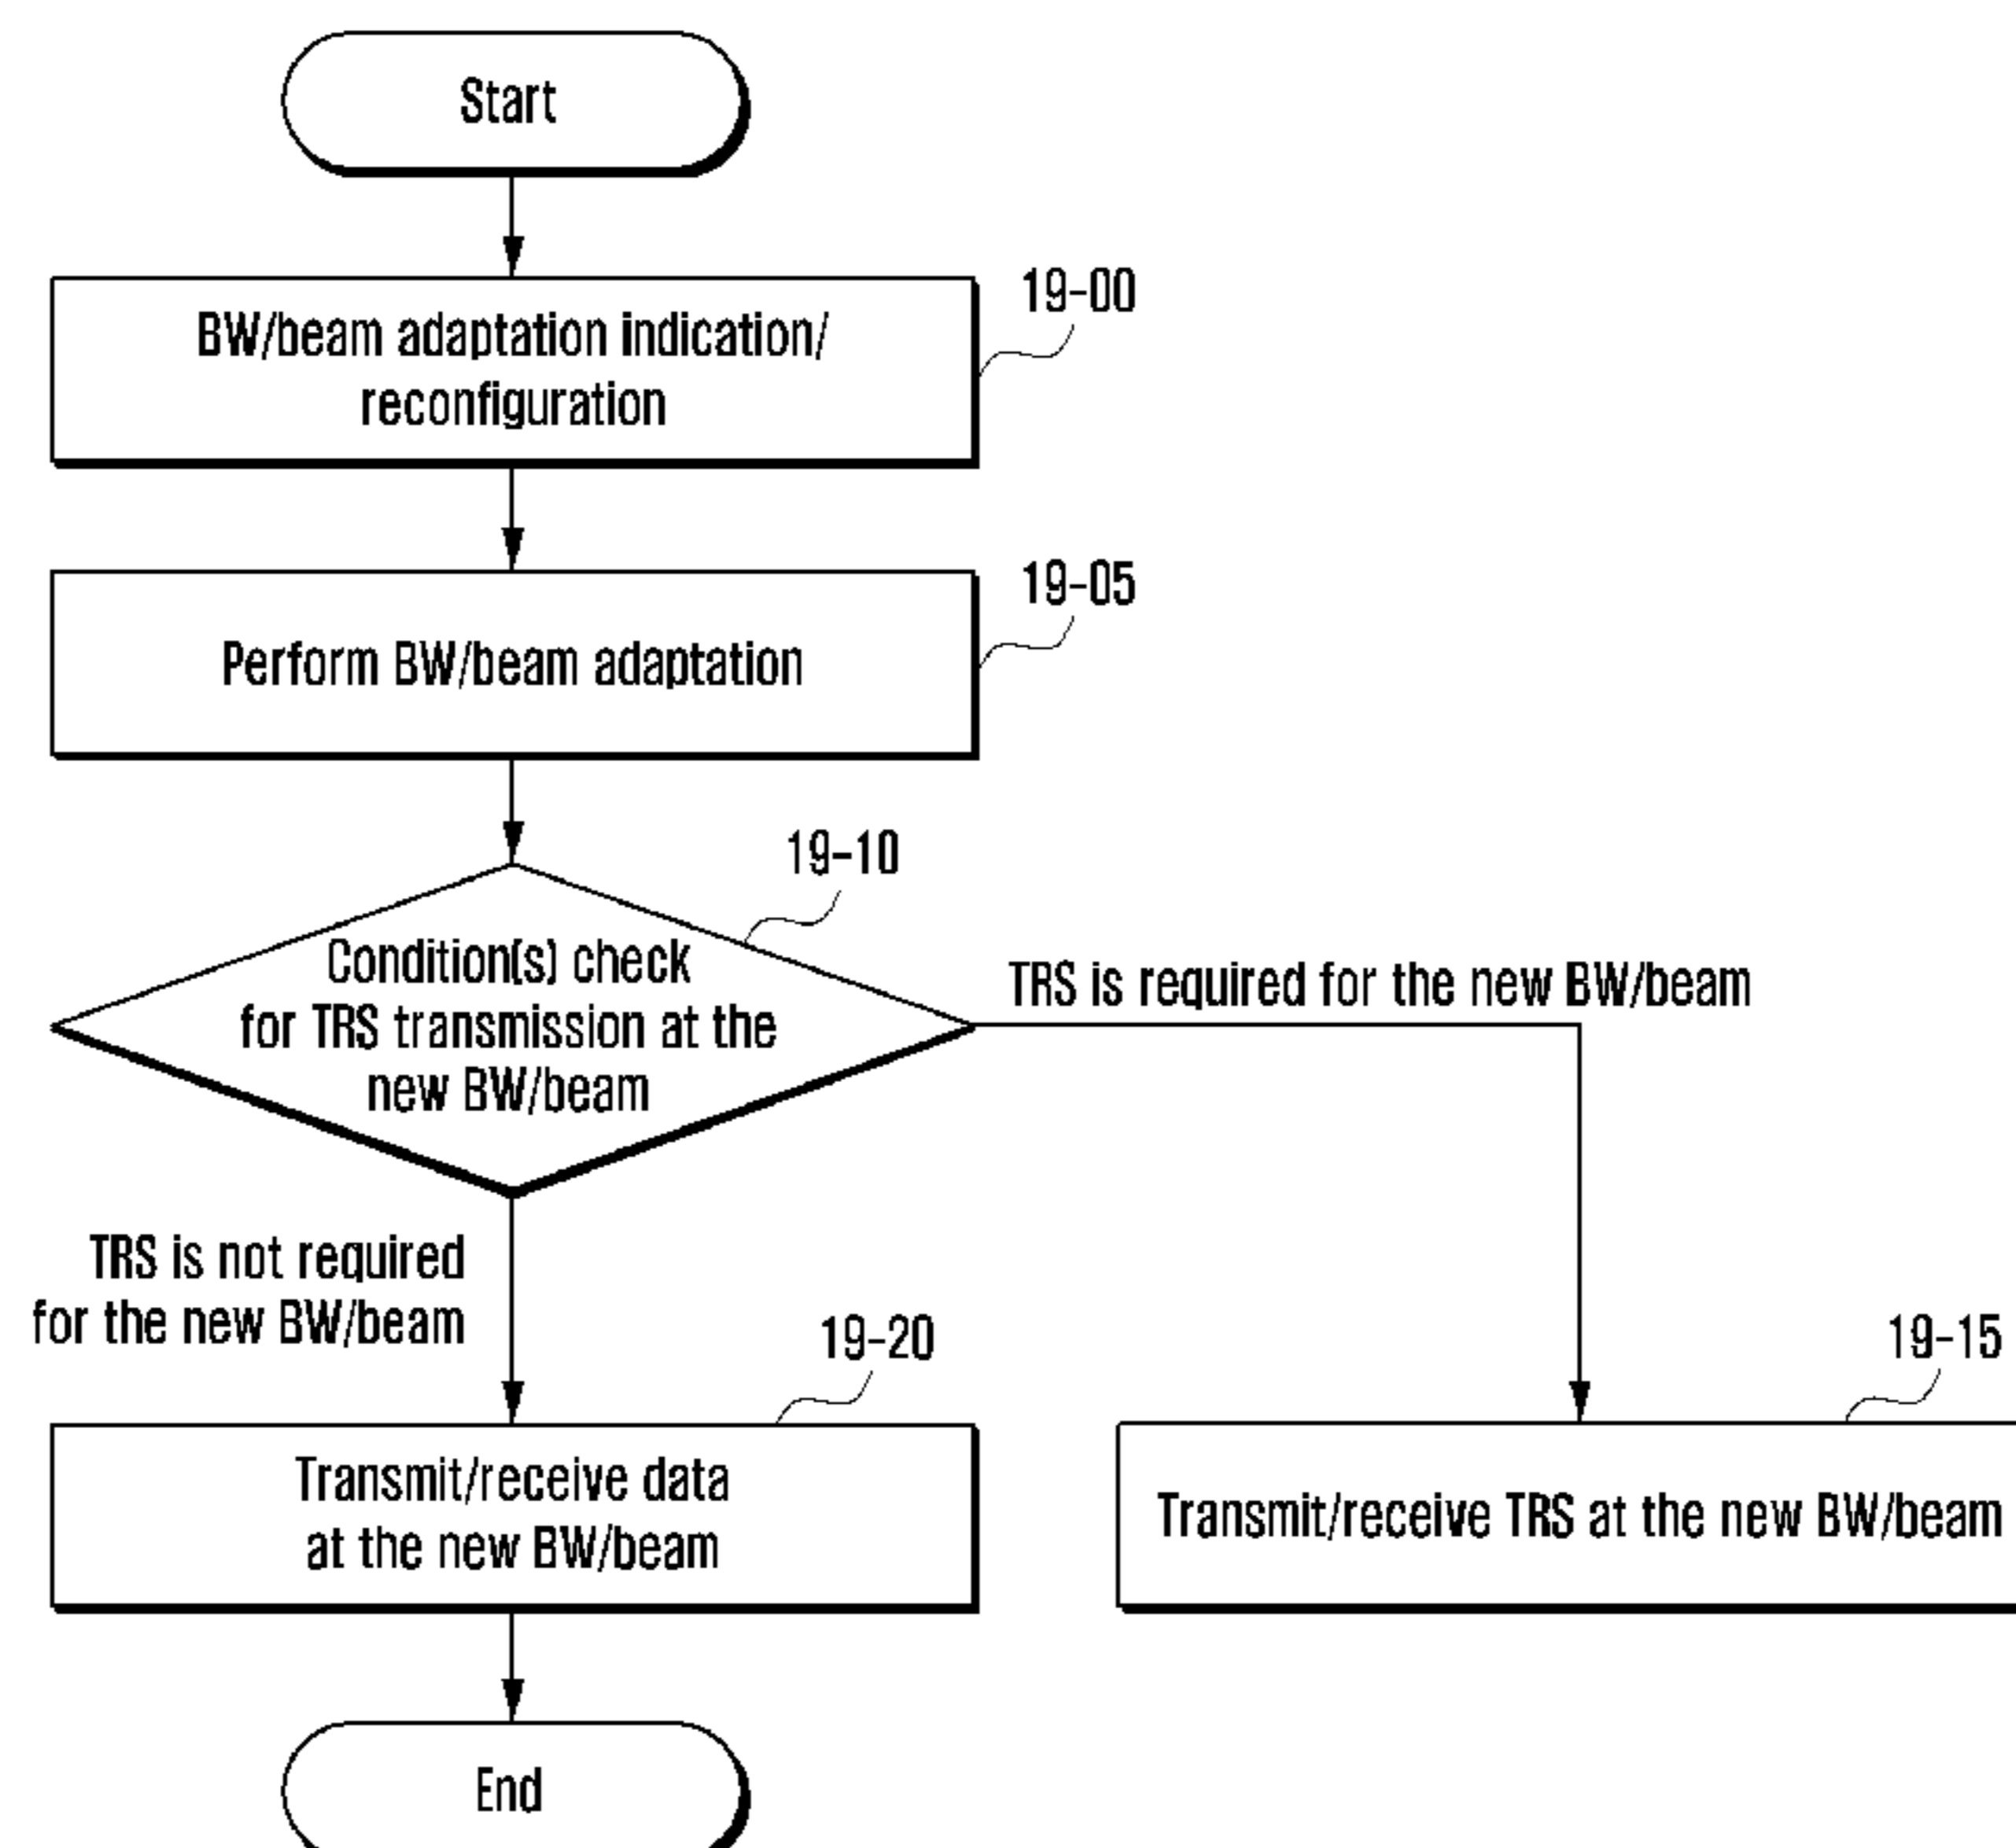 Start
19-00
BW/beam adaptation indication/
reconfiguration
19-05
Perform BW/beam adaptation
19-10
Condition(s) check
for TRS transmission at the
new BW/beam
TRS is required for the new BW/beam
TRS is not required
for the new BW/beam
19-20
Transmit/receive data
at the new BW/beam
19-15
Transmit/receive TRS at the new BW/beam
End